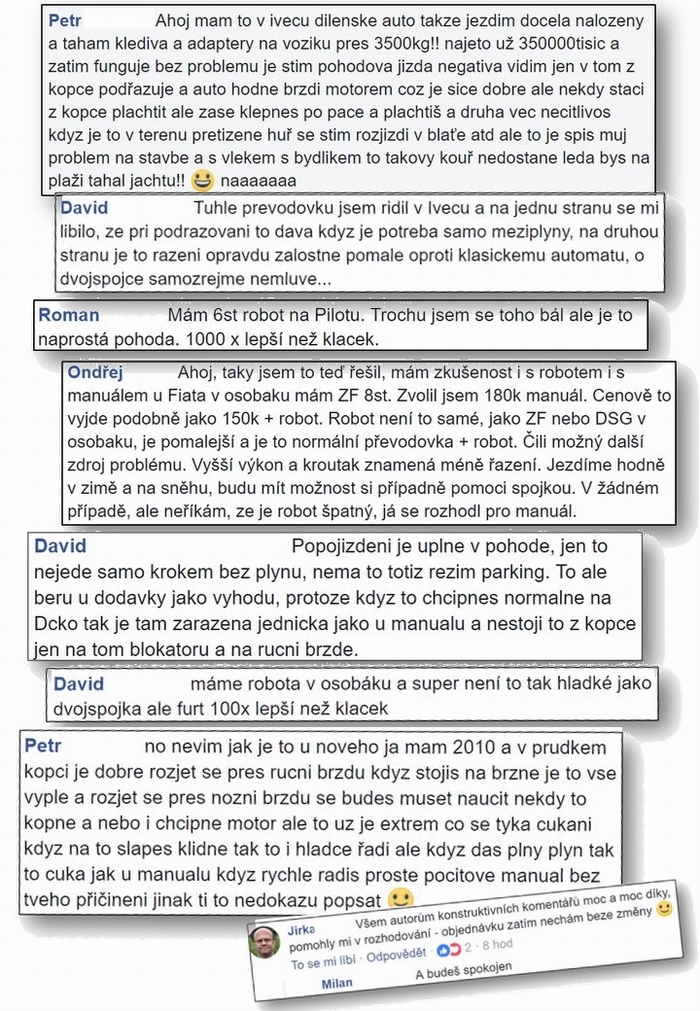 Petr Ahoj mam to v ivecu dilenske auto takze jezdim docela nalozeny
a taham klediva a adaptery na voziku pres 3500kg!! najeto už 350000tisic a
zatim funguje bez problemu je stim pohodova jizda negativa vidim jen v tom z
kopce podřazuje a auto hodne brzdi motorem coz je sice dobre ale nekdy staci
z kopce plachtit ale zase klepnes po pace a plachtiš a druha vec necitlivos
kdyz je to v terenu pretizene huř se stim rozjizdi v blaťe atd ale to je spis muj
problem na stavbe a s vlekem s bydlikem to takovy kouř nedostane leda bys na
plaži tahal jachtu!! 😀 naaaaaaa
David Tuhle prevodovku jsem ridil v Ivecu a na jednu stranu se mi
libilo, ze pri podrazovani to dava kdyz je potreba samo meziplyny, na druhou
stranu je to razeni opravdu zalostne pomale oproti klasickemu automatu, o
dvojspojce samozrejme nemluve...
Roman Mám 6st robot na Pilotu. Trochu jsem se toho bál ale je to
naprostá pohoda. 1000 x lepší než klacek.
Ondřej Ahoj, taky jsem to teď řešil, mám zkušenost i s robotem i s
manuálem u Fiata v osobaku mám ZF 8st. Zvolil jsem 180k manuál. Cenově to
vyjde podobně jako 150k + robot. Robot není to samé, jako ZF nebo DSG v
osobaku, je pomalejší a je to normální převodovka + robot. Čili možný další
zdroj problému. Vyšší výkon a kroutak znamená méně řazení. Jezdíme hodně
v zimě a na sněhu, budu mít možnost si případně pomoci spojkou. V žádném
případě, ale neříkám, ze je robot špatný, já se rozhodl pro manuál.
David Popojizdeni je uplne v pohode, jen to
nejede samo krokem bez plynu, nema to totiz rezim parking. To ale
beru u dodavky jako vyhodu, protoze kdyz to chcipnes normalne na
Dcko tak je tam zarazena jednicka jako u manualu a nestoji to z kopce
jen na tom blokatoru a na rucni brzde.
David máme robota v osobáku a super není to tak hladké jako
dvojspojka ale furt 100x lepší než klacek
Petr no nevim jak je to u noveho ja mam 2010 a v prudkem
kopci je dobre rozjet se pres rucni brzdu kdyz stojis na brzne je to vse
vyple a rozjet se pres nozni brzdu se budes muset naucit nekdy to
kopne a nebo i chcipne motor ale to uz je extrem co se tyka cukani
kdyz na to slapes klidne tak to i hladce řadi ale kdyz das plny plyn tak
to cuka jak u manualu kdyz rychle radis proste pocitove manual bez
tveho přičineni jinak ti to nedokazu popsat 🙂
Jirka Všem autorům konstruktivních komentářů moc a moc díky,
pomohly mi v rozhodování - objednávku zatím nechám beze změny 🙂
To se mi líbí · Odpovědět · 2 · 8 hod
Milan A budeš spokojen